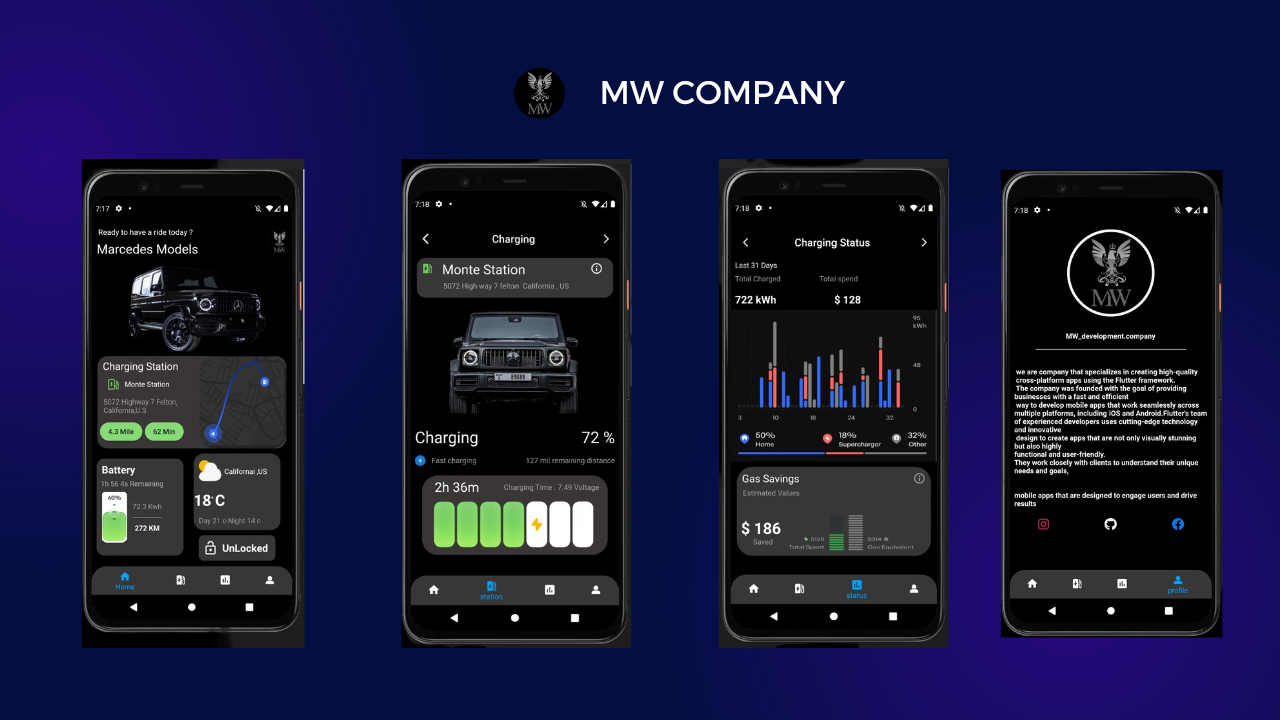 MW
MW COMPANY
7:17
Ready to have a ride today ?
Marcedes Models
MW
Charging Station
Monte Station
5072 Highway 7 Felton,
California,U.S
4.3 Mile
62 Min
Battery
1h 56 4s Remaining
60%
72.3 Kwh
272 KM
Californai ,US
18°C
Day 21 c Night 14 c
UnLocked
Home
7:18
Charging
Monte Station
5072 High way 7 felton California , US
Charging
72 %
Fast charging
127 mil remaining distance
2h 36m
Charging Time . 7.49 Voltage
station
7:18
Charging Status
Last 31 Days
Total Charged
Total spend
722 kWh
$ 128
95
kWh
48
0
3 10 18 24 32
50%
Home
18%
Supercharger
32%
Other
Gas Savings
Estimated Values
$ 186
Saved
$120
Total Spent
$314
Gas Equivalent
status
7:18
MW
MW_development.company
we are company that specializes in creating high-quality
cross-platform apps using the Flutter framework.
The company was founded with the goal of providing
businesses with a fast and efficient
way to develop mobile apps that work seamlessly across
multiple platforms, including iOS and Android.Flutter's team
of experienced developers uses cutting-edge technology
and innovative
design to create apps that are not only visually stunning
but also highly
functional and user-friendly.
They work closely with clients to understand their unique
needs and goals,
mobile apps that are designed to engage users and drive
results
profile